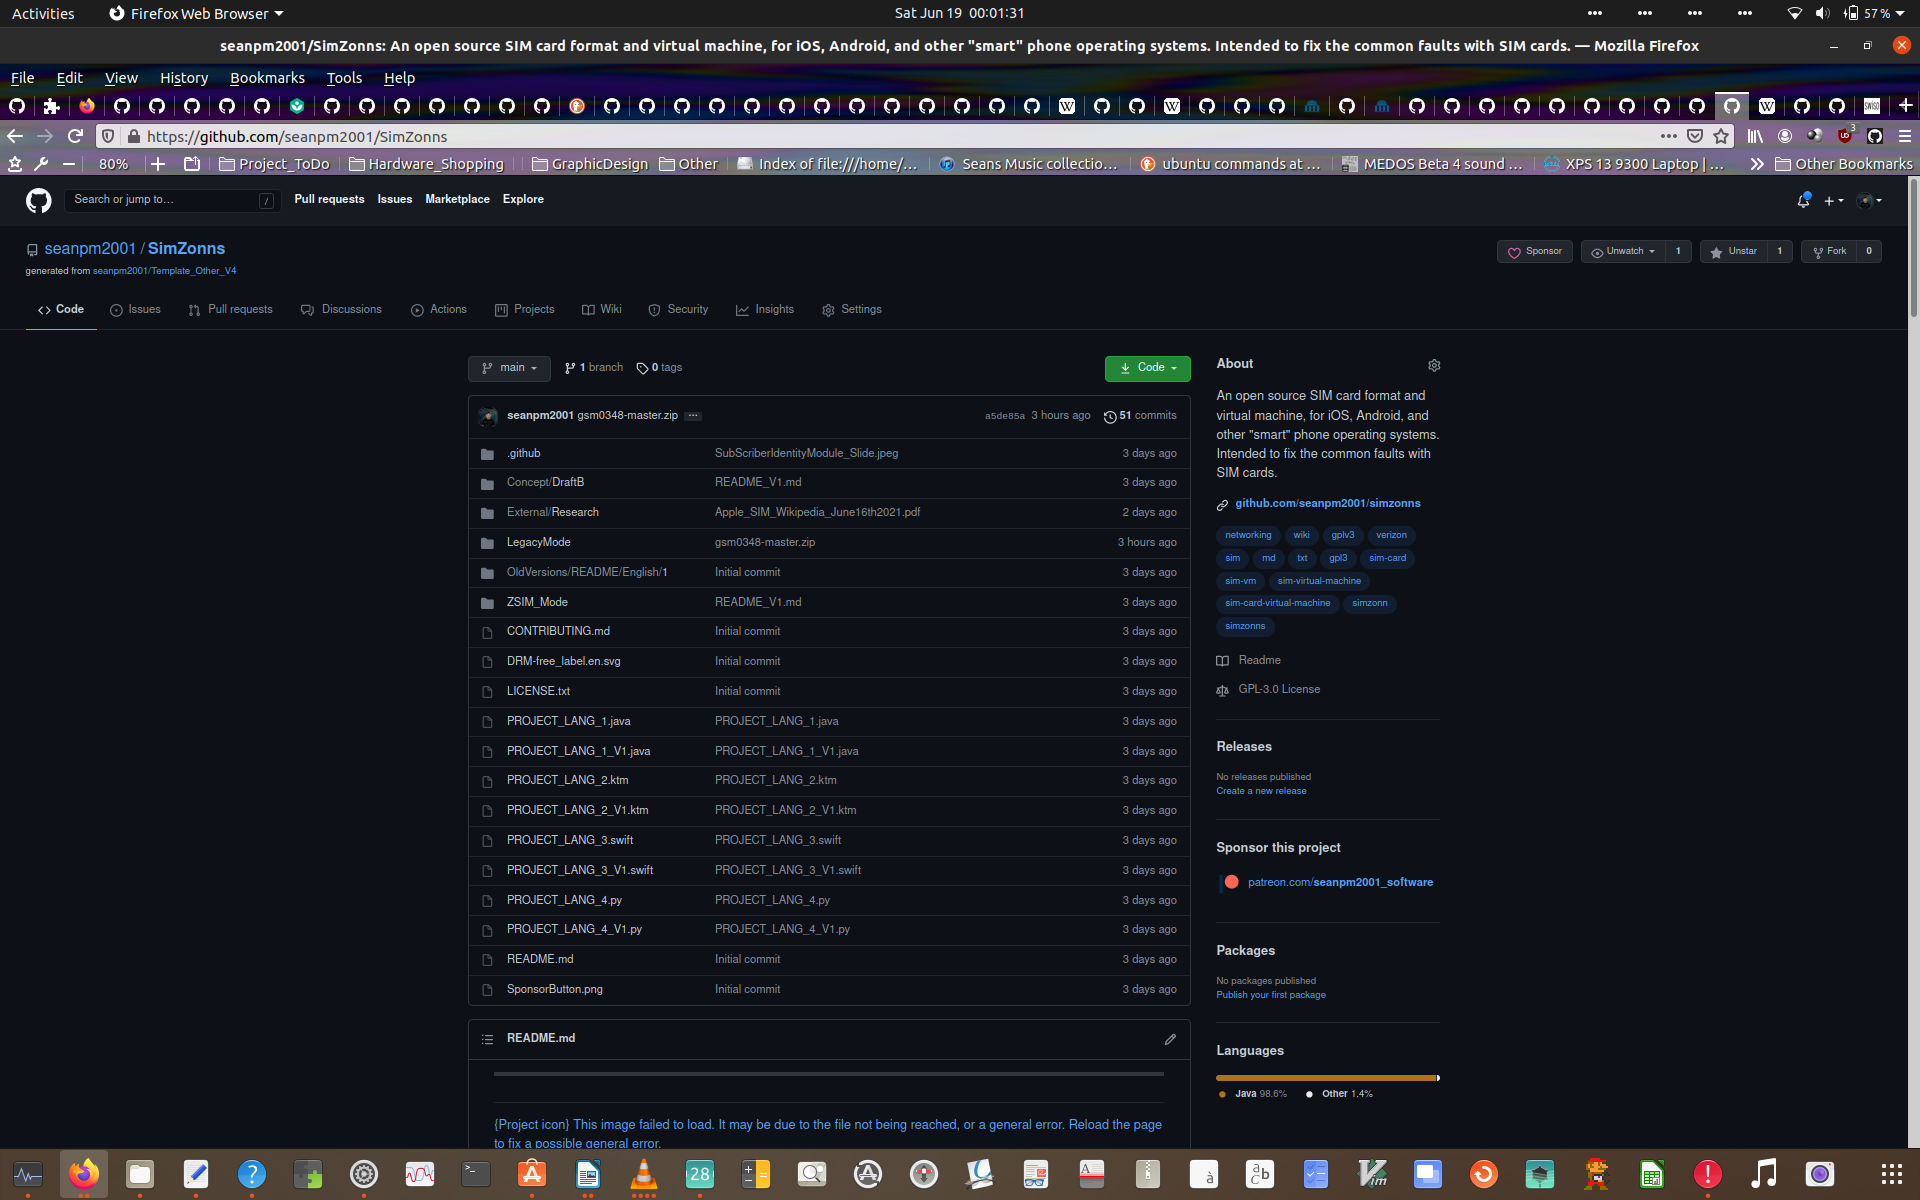 Activities Firefox Web Browser Sat Jun 19 00:01:31 57 %
seanpm2001/SimZonns: An open source SIM card format and virtual machine, for iOS, Android, and other "smart" phone operating systems. Intended to fix the common faults with SIM cards. — Mozilla Firefox
File Edit View History Bookmarks Tools Help
https://github.com/seanpm2001/SimZonns 3
80% Project_ToDo Hardware_Shopping GraphicDesign Other Index of file:///home/... Seans Music collectio... ubuntu commands at ... MEDOS Beta 4 sound ... XPS 13 9300 Laptop | ... Other Bookmarks
Search or jump to... / Pull requests Issues Marketplace Explore
seanpm2001 / SimZonns Sponsor Unwatch 1 Unstar 1 Fork 0
generated from seanpm2001/Template_Other_V4
Code Issues Pull requests Discussions Actions Projects Wiki Security Insights Settings
main 1 branch 0 tags Code
seanpm2001 gsm0348-master.zip ... a5de85a 3 hours ago 51 commits
.github SubScriberIdentityModule_Slide.jpeg 3 days ago
Concept/DraftB README_V1.md 3 days ago
External/Research Apple_SIM_Wikipedia_June16th2021.pdf 2 days ago
LegacyMode gsm0348-master.zip 3 hours ago
OldVersions/README/English/1 Initial commit 3 days ago
ZSIM_Mode README_V1.md 3 days ago
CONTRIBUTING.md Initial commit 3 days ago
DRM-free_label.en.svg Initial commit 3 days ago
LICENSE.txt Initial commit 3 days ago
PROJECT_LANG_1.java PROJECT_LANG_1.java 3 days ago
PROJECT_LANG_1_V1.java PROJECT_LANG_1_V1.java 3 days ago
PROJECT_LANG_2.ktm PROJECT_LANG_2.ktm 3 days ago
PROJECT_LANG_2_V1.ktm PROJECT_LANG_2_V1.ktm 3 days ago
PROJECT_LANG_3.swift PROJECT_LANG_3.swift 3 days ago
PROJECT_LANG_3_V1.swift PROJECT_LANG_3_V1.swift 3 days ago
PROJECT_LANG_4.py PROJECT_LANG_4.py 3 days ago
PROJECT_LANG_4_V1.py PROJECT_LANG_4_V1.py 3 days ago
README.md Initial commit 3 days ago
SponsorButton.png Initial commit 3 days ago
README.md
{Project icon} This image failed to load. It may be due to the file not being reached, or a general error. Reload the page
to fix a possible general error.
About
An open source SIM card format and
virtual machine, for iOS, Android, and
other "smart" phone operating systems.
Intended to fix the common faults with
SIM cards.
github.com/seanpm2001/simzonns
networking wiki gplv3 verizon
sim md txt gpl3 sim-card
sim-vm sim-virtual-machine
sim-card-virtual-machine simzonn
simzonns
Readme
GPL-3.0 License
Releases
No releases published
Create a new release
Sponsor this project
patreon.com/seanpm2001_software
Packages
No packages published
Publish your first package
Languages
Java 98.6% Other 1.4%
28